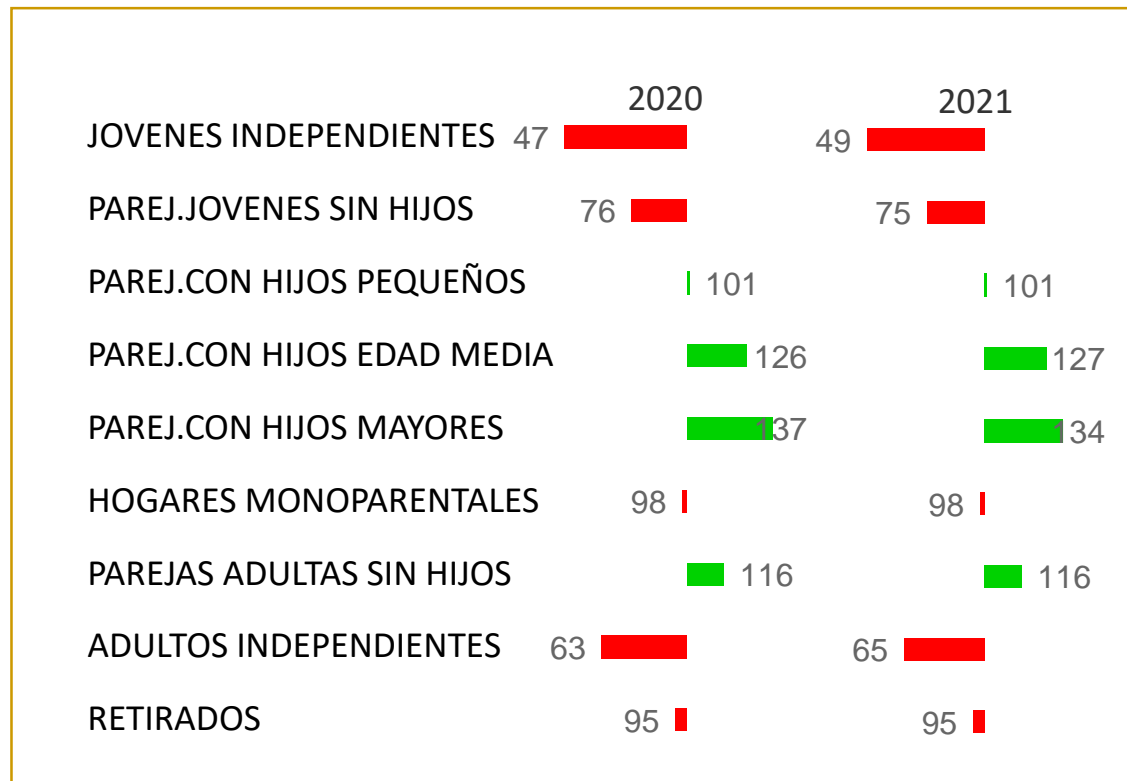 2020 2021
JOVENES INDEPENDIENTES 47 49
PAREJ.JOVENES SIN HIJOS 76 75
PAREJ.CON HIJOS PEQUEÑOS 101 101
PAREJ.CON HIJOS EDAD MEDIA 126 127
PAREJ.CON HIJOS MAYORES 137 134
HOGARES MONOPARENTALES 98 98
PAREJAS ADULTAS SIN HIJOS 116 116
ADULTOS INDEPENDIENTES 63 65
RETIRADOS 95 95